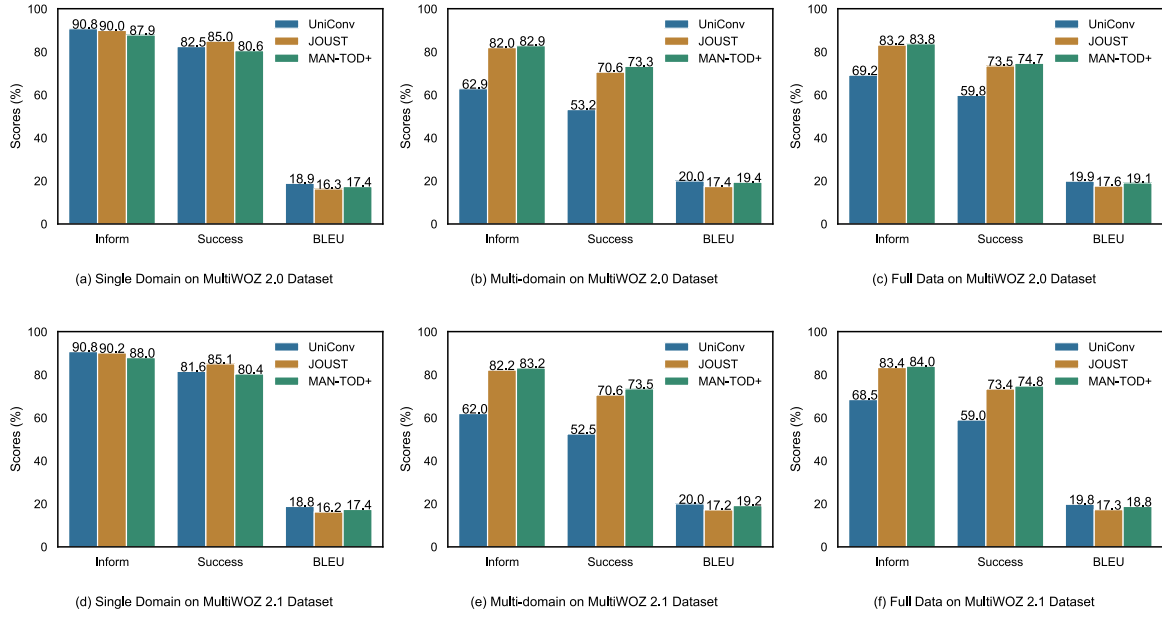 100
80
60
40
20
0
Scores (%)
90.8 90.0 87.9
82.5 85.0 80.6
18.9 16.3 17.4
UniConv
JOUST
MAN-TOD+
Inform Success BLEU
(a) Single Domain on MultiWOZ 2.0 Dataset
100
80
60
40
20
0
Scores (%)
62.9 82.0 82.9
53.2 70.6 73.3
20.0 17.4 19.4
UniConv
JOUST
MAN-TOD+
Inform Success BLEU
(b) Multi-domain on MultiWOZ 2.0 Dataset
100
80
60
40
20
0
Scores (%)
69.2 83.2 83.8
59.8 73.5 74.7
19.9 17.6 19.1
UniConv
JOUST
MAN-TOD+
Inform Success BLEU
(c) Full Data on MultiWOZ 2.0 Dataset
100
80
60
40
20
0
Scores (%)
90.8 90.2 88.0
81.6 85.1 80.4
18.8 16.2 17.4
UniConv
JOUST
MAN-TOD+
Inform Success BLEU
(d) Single Domain on MultiWOZ 2.1 Dataset
100
80
60
40
20
0
Scores (%)
62.0 82.2 83.2
52.5 70.6 73.5
20.0 17.2 19.2
UniConv
JOUST
MAN-TOD+
Inform Success BLEU
(e) Multi-domain on MultiWOZ 2.1 Dataset
100
80
60
40
20
0
Scores (%)
68.5 83.4 84.0
59.0 73.4 74.8
19.8 17.3 18.8
UniConv
JOUST
MAN-TOD+
Inform Success BLEU
(f) Full Data on MultiWOZ 2.1 Dataset